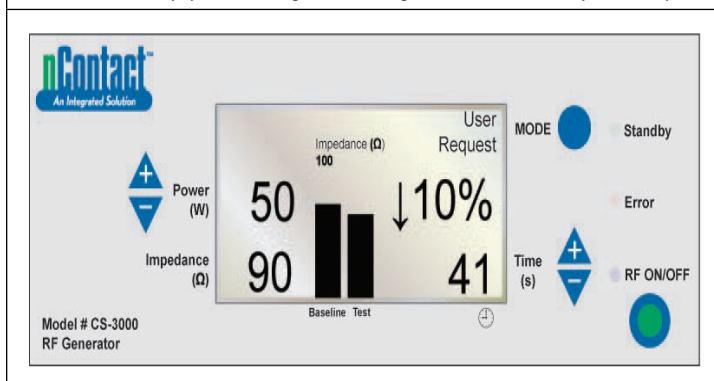 nContact™
An Integrated Solution
Power
(W)
Impedance
(Ω)
Model # CS-3000
RF Generator
User
Request
Impedance (Ω)
100
50
↓10%
90
41
Baseline Test
MODE
Standby
Error
Time
(s)
RF ON/OFF
+
−
+
−